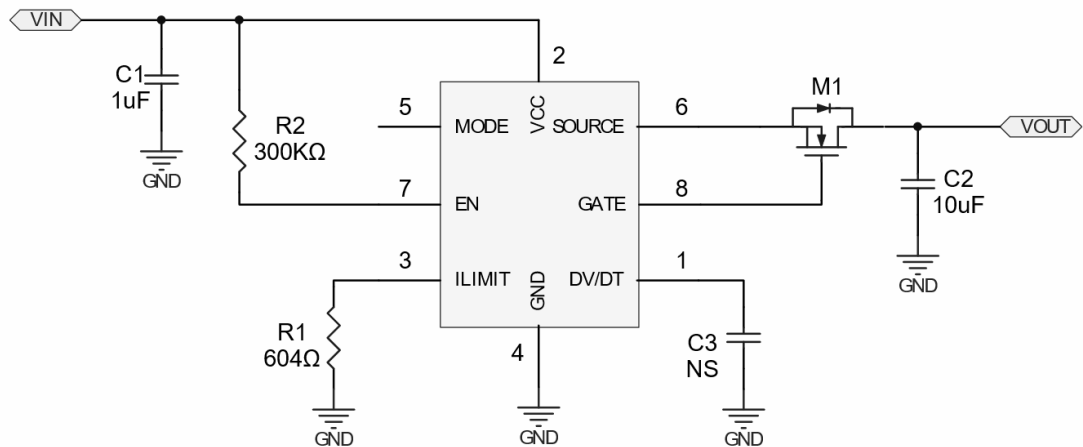 VIN
C1
1uF
GND
R2
300KΩ
2
VCC
5
MODE
SOURCE
6
M1
VOUT
7
EN
GATE
8
C2
10uF
GND
3
ILIMIT
GND
DV/DT
1
R1
604Ω
4
C3
NS
GND
GND
GND